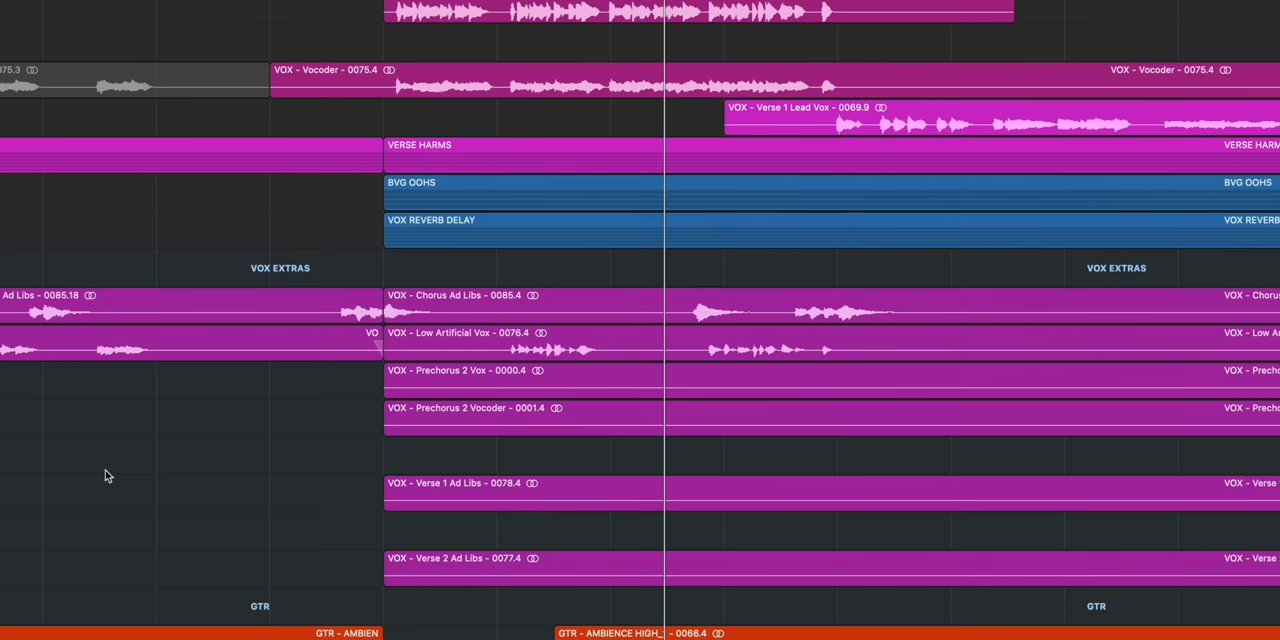 075.3
VOX - Vocoder - 0075.4 VOX - Vocoder - 0075.4
VOX - Verse 1 Lead Vox - 0069.9
VERSE HARMS VERSE HARM
BVG OOHS BVG OOHS
VOX REVERB DELAY VOX REVERB
VOX EXTRAS VOX EXTRAS
Ad Libs - 0085.18 VOX - Chorus Ad Libs - 0085.4 VOX - Chorus
VO VOX - Low Artificial Vox - 0076.4 VOX - Low Ar
VOX - Prechorus 2 Vox - 0000.4 VOX - Precho
VOX - Prechorus 2 Vocoder - 0001.4 VOX - Precho
VOX - Verse 1 Ad Libs - 0078.4 VOX - Verse
VOX - Verse 2 Ad Libs - 0077.4 VOX - Verse
GTR GTR
GTR - AMBIEN GTR - AMBIENCE HIGH_ - 0066.4